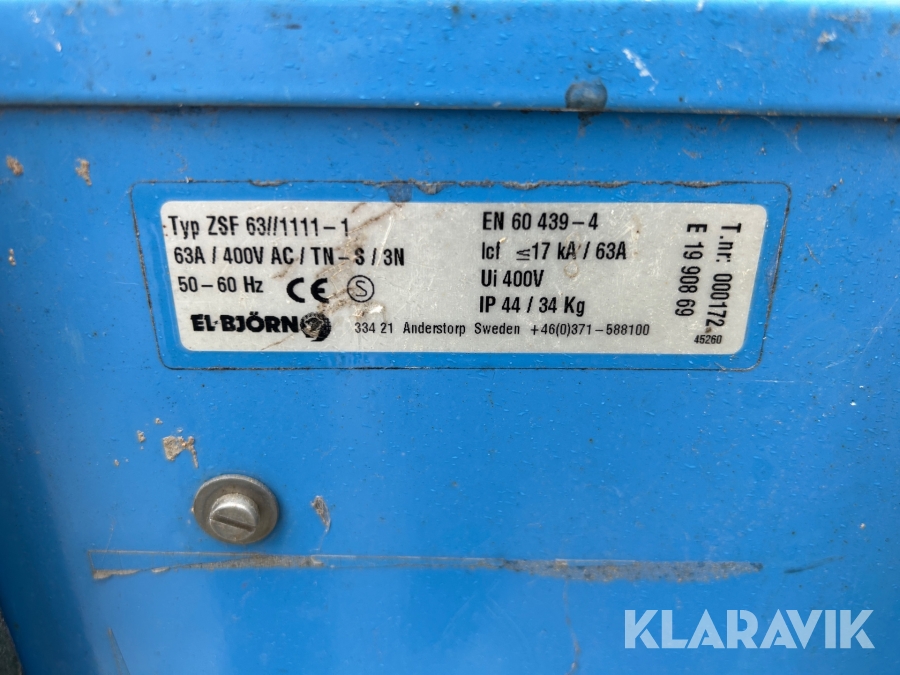 Typ ZSF 63//1111-1
63A / 400V AC / TN-S / 3N
50-60 Hz CE S
EL-BJÖRN
334 21 Anderstorp Sweden +46(0)371-588100
EN 60 439-4
Icf ≤17 kA / 63A
Ui 400V
IP 44 / 34 Kg
T.nr: 000172
E 19 908 69
45260
KLARAVIK